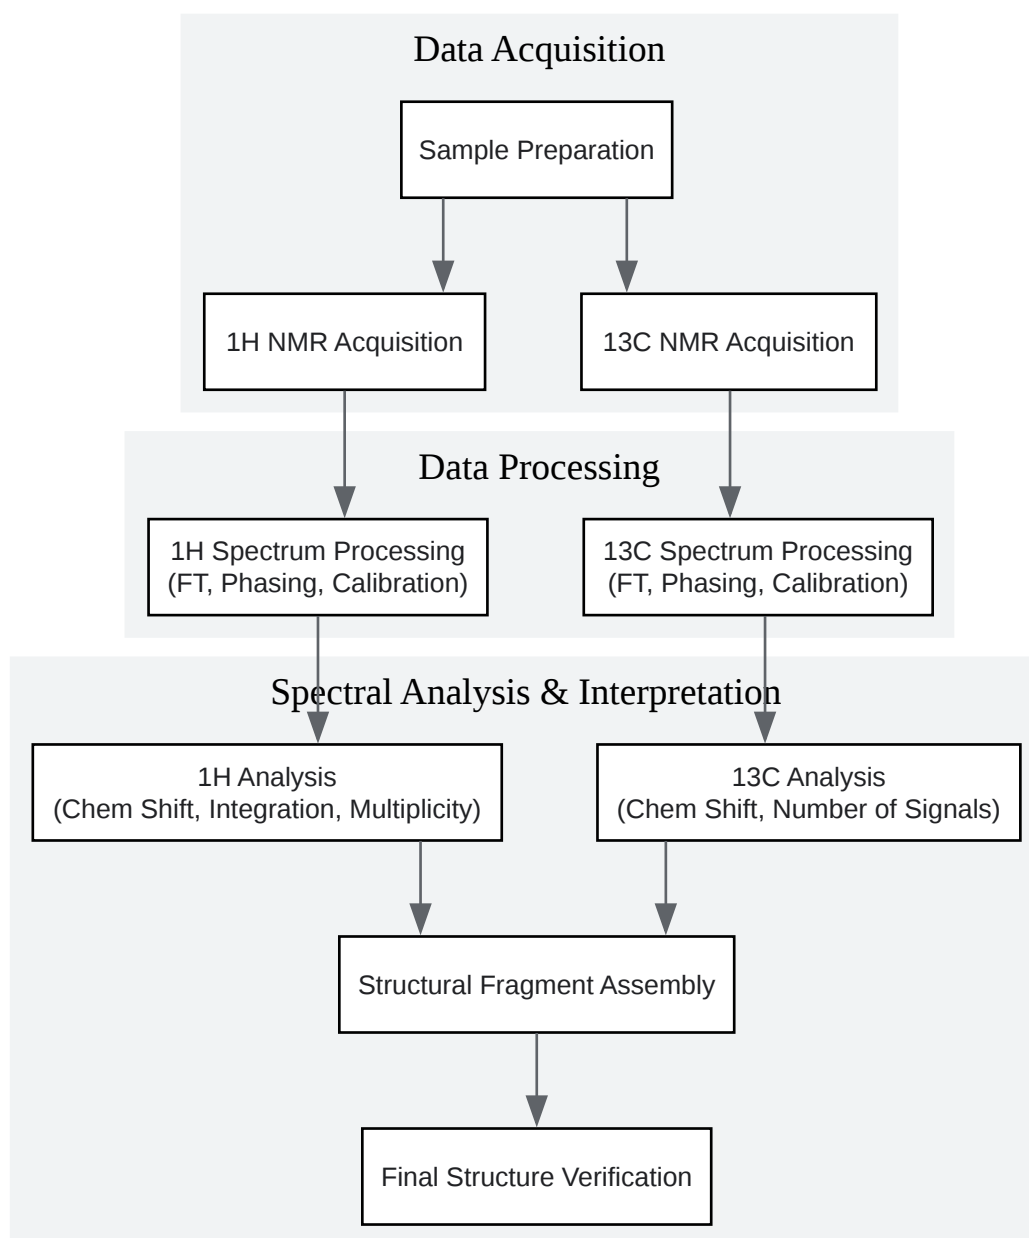 Data Acquisition
Sample Preparation
1H NMR Acquisition
13C NMR Acquisition
Data Processing
1H Spectrum Processing
(FT, Phasing, Calibration)
13C Spectrum Processing
(FT, Phasing, Calibration)
Spectral Analysis & Interpretation
1H Analysis
(Chem Shift, Integration, Multiplicity)
13C Analysis
(Chem Shift, Number of Signals)
Structural Fragment Assembly
Final Structure Verification